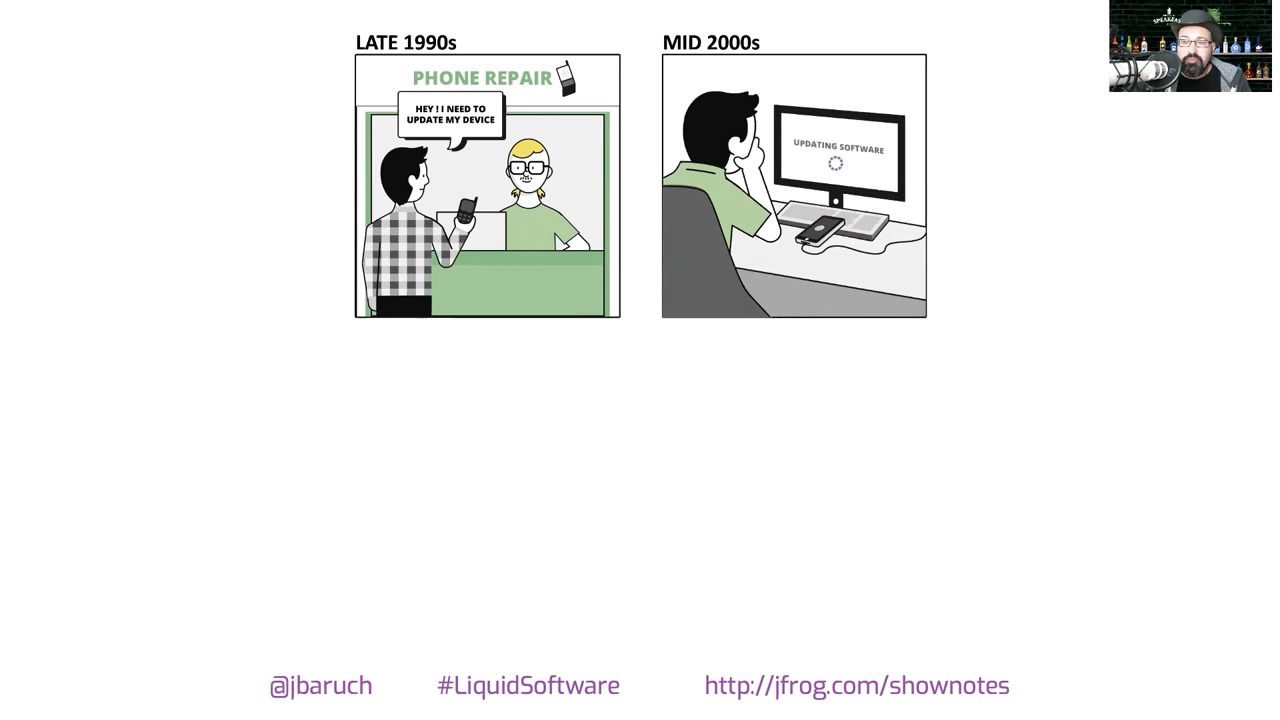 LATE 1990s
PHONE REPAIR
HEY ! I NEED TO
UPDATE MY DEVICE
MID 2000s
UPDATING SOFTWARE
SPEAKEASY
@jbaruch
#LiquidSoftware
http://jfrog.com/shownotes